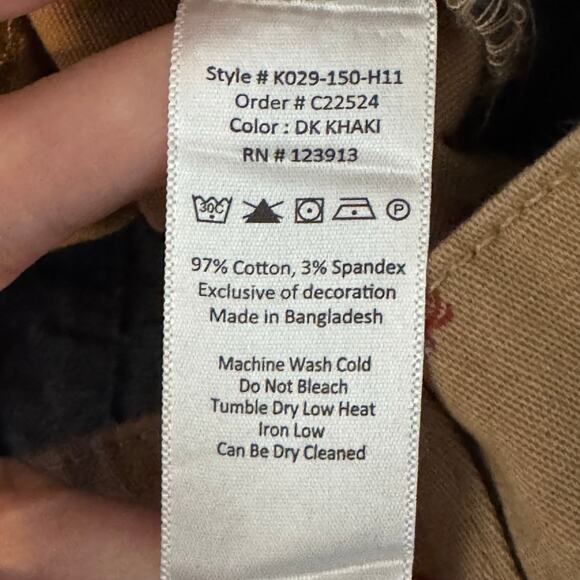 Style # K029-150-H11
Order # C22524
Color : DK KHAKI
RN # 123913
30C P
97% Cotton, 3% Spandex
Exclusive of decoration
Made in Bangladesh
Machine Wash Cold
Do Not Bleach
Tumble Dry Low Heat
Iron Low
Can Be Dry Cleaned